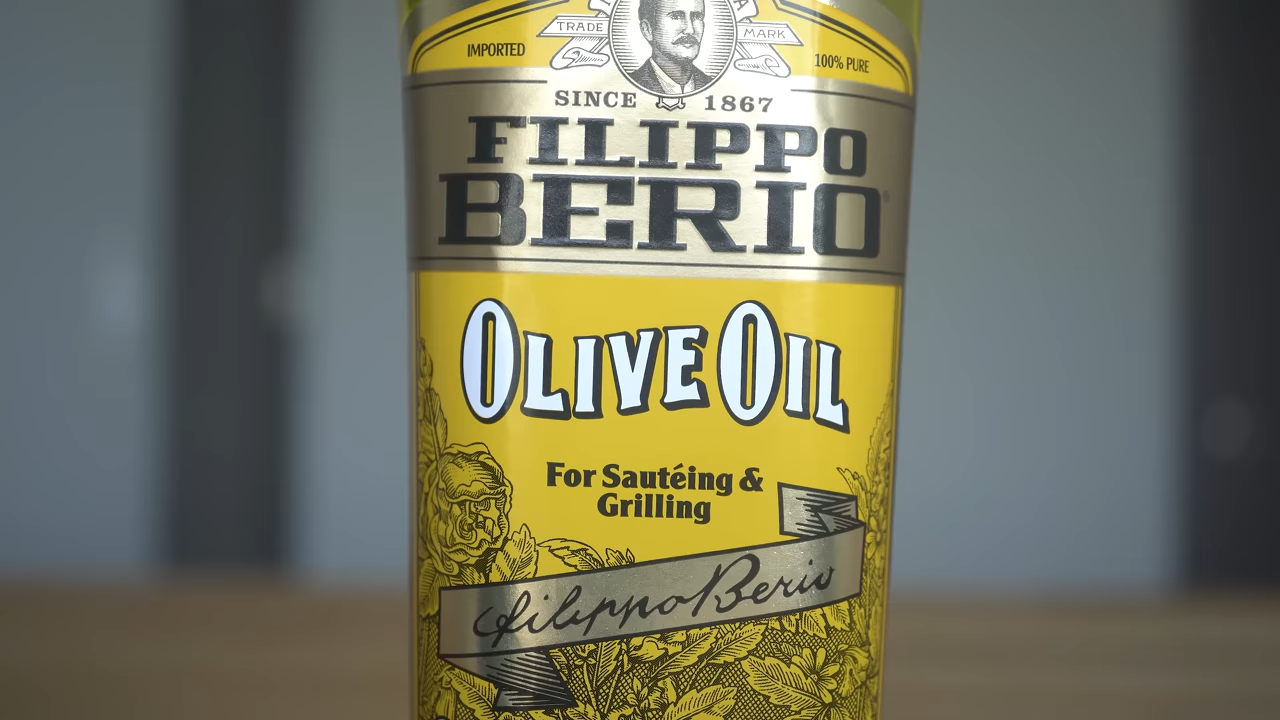 TRADE MARK
IMPORTED
100% PURE
SINCE 1867
FILIPPO
BERIO
OLIVE OIL
For Sautéing &
Grilling
Filippo Berio